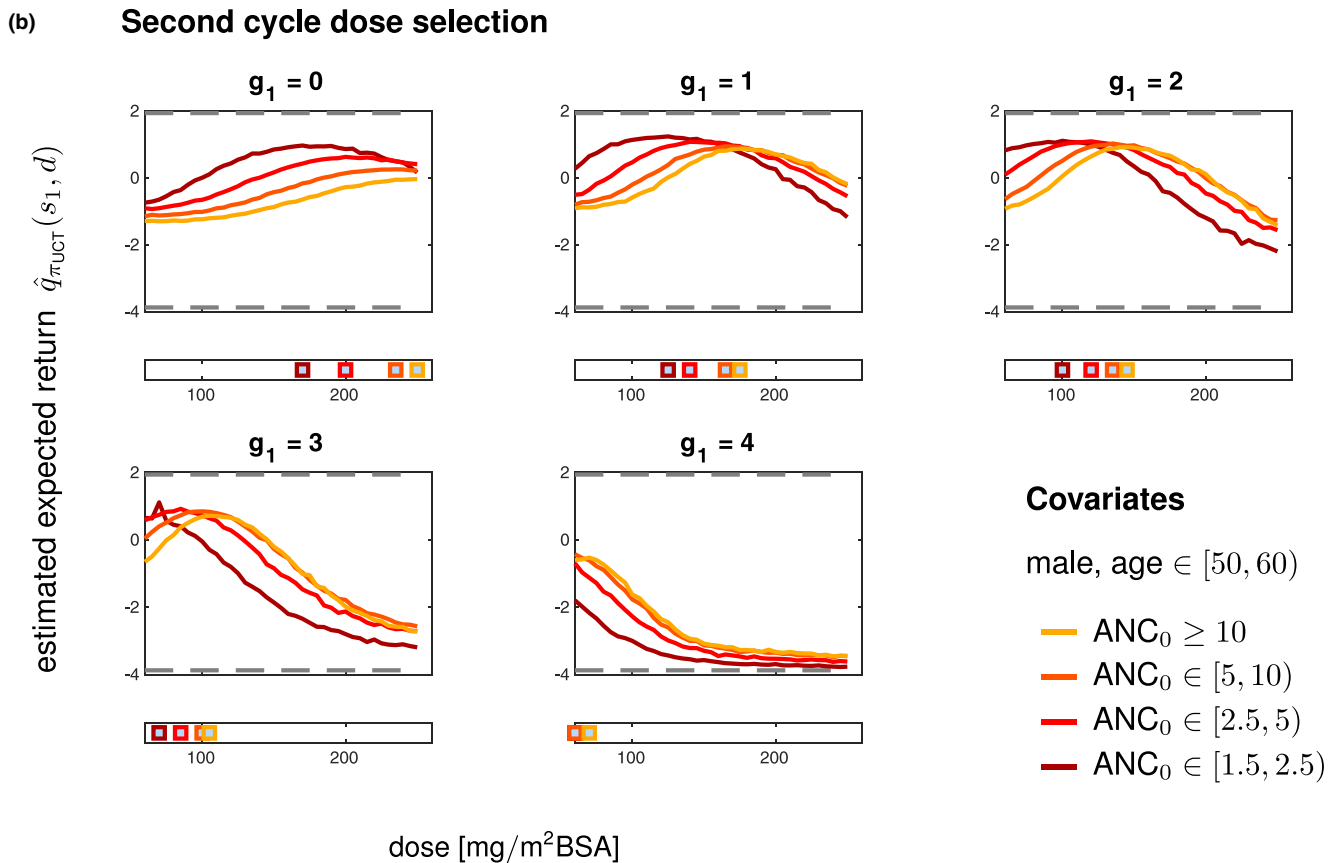 (b) Second cycle dose selection
g₁ = 0
g₁ = 1
g₁ = 2
2
0
-2
-4
2
0
-2
-4
2
0
-2
-4
100 200
100 200
100 200
g₁ = 3
g₁ = 4
2
0
-2
-4
2
0
-2
-4
100 200
100 200
estimated expected return q̂_{π_UCT}(s₁, d)
dose [mg/m²BSA]
Covariates
male, age ∈ [50, 60)
ANC₀ ≥ 10
ANC₀ ∈ [5, 10)
ANC₀ ∈ [2.5, 5)
ANC₀ ∈ [1.5, 2.5)